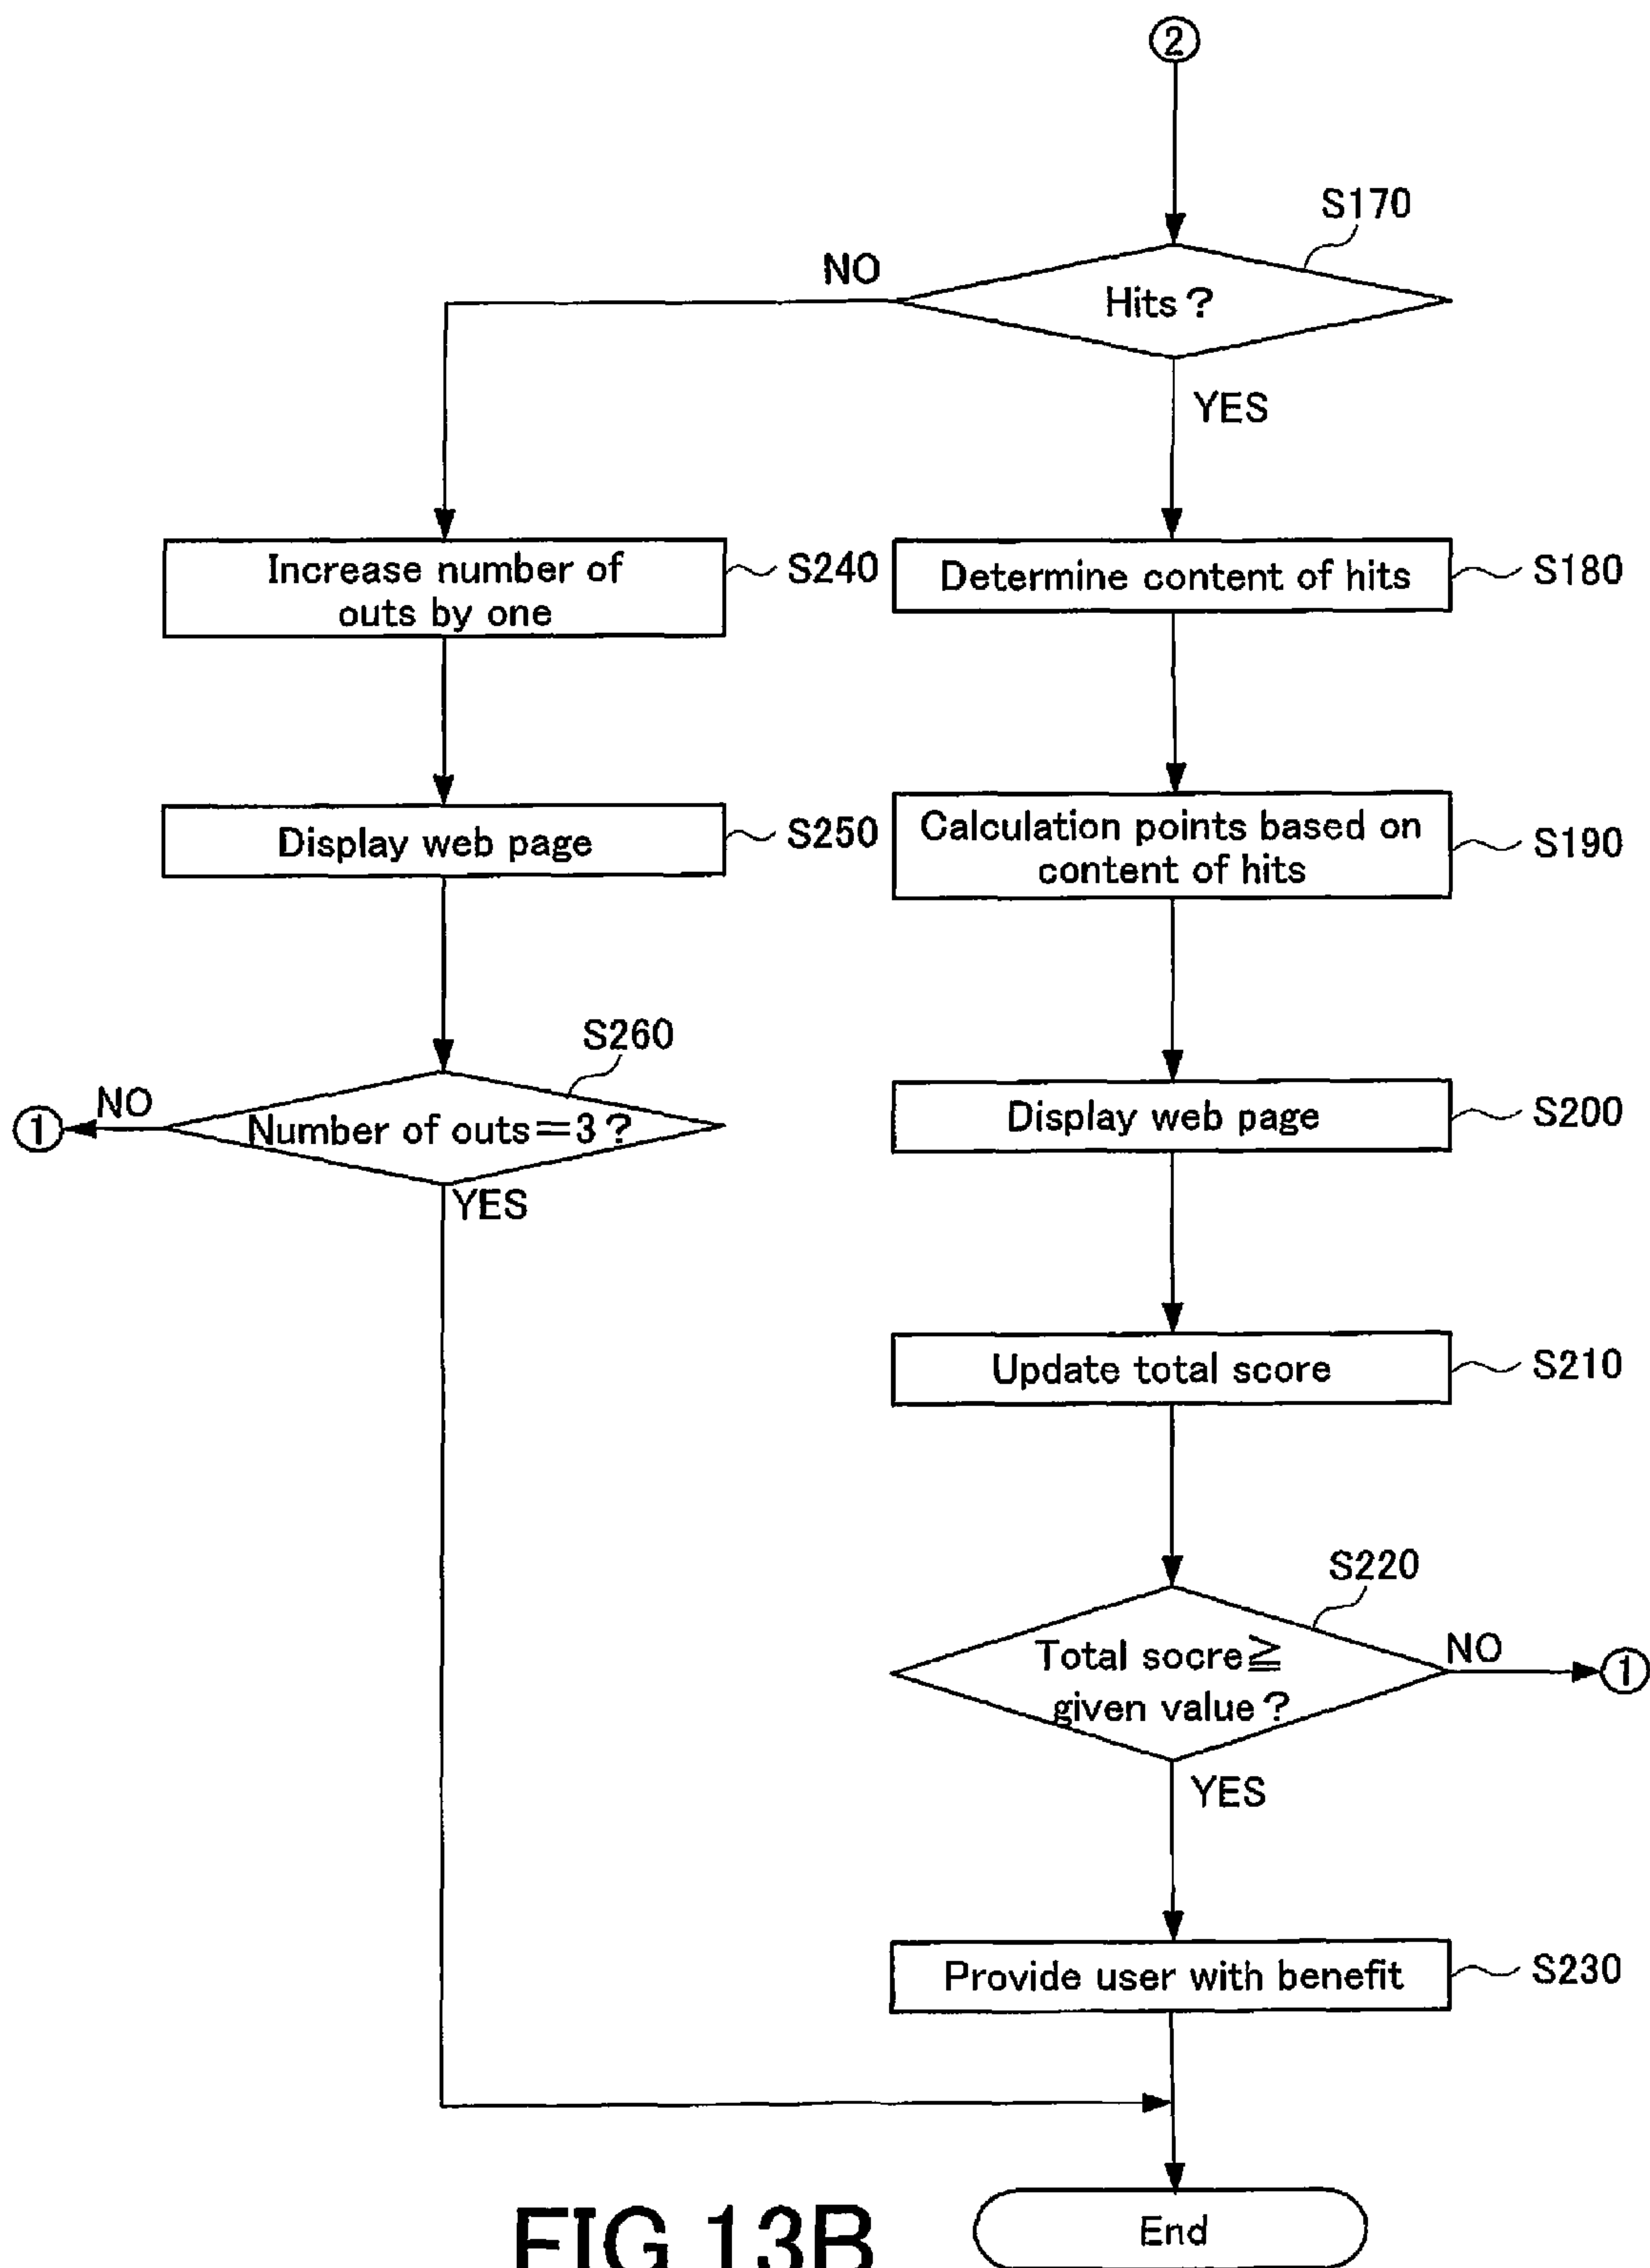 ②
S170
NO
Hits?
YES
Increase number of
outs by one
S240
Determine content of hits
S180
Display web page
S250
Calculation points based on
content of hits
S190
S260
①
NO
Number of outs=3?
YES
Display web page
S200
Update total score
S210
S220
Total socre≧
given value?
NO
①
YES
Provide user with benefit
S230
End
FIG.13B